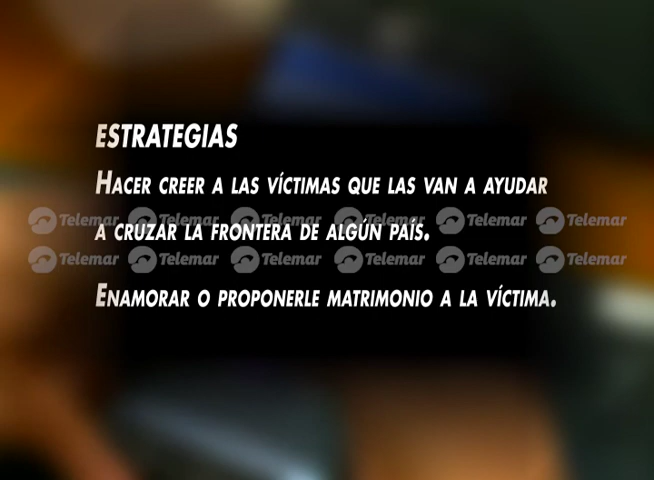 ESTRATEGIAS
HACER CREER A LAS VÍCTIMAS QUE LAS VAN A AYUDAR
Telemar Telemar Telemar Telemar Telemar Telemar
A CRUZAR LA FRONTERA DE ALGÚN PAÍS.
Telemar Telemar Telemar Telemar Telemar Telemar
ENAMORAR O PROPONERLE MATRIMONIO A LA VÍCTIMA.